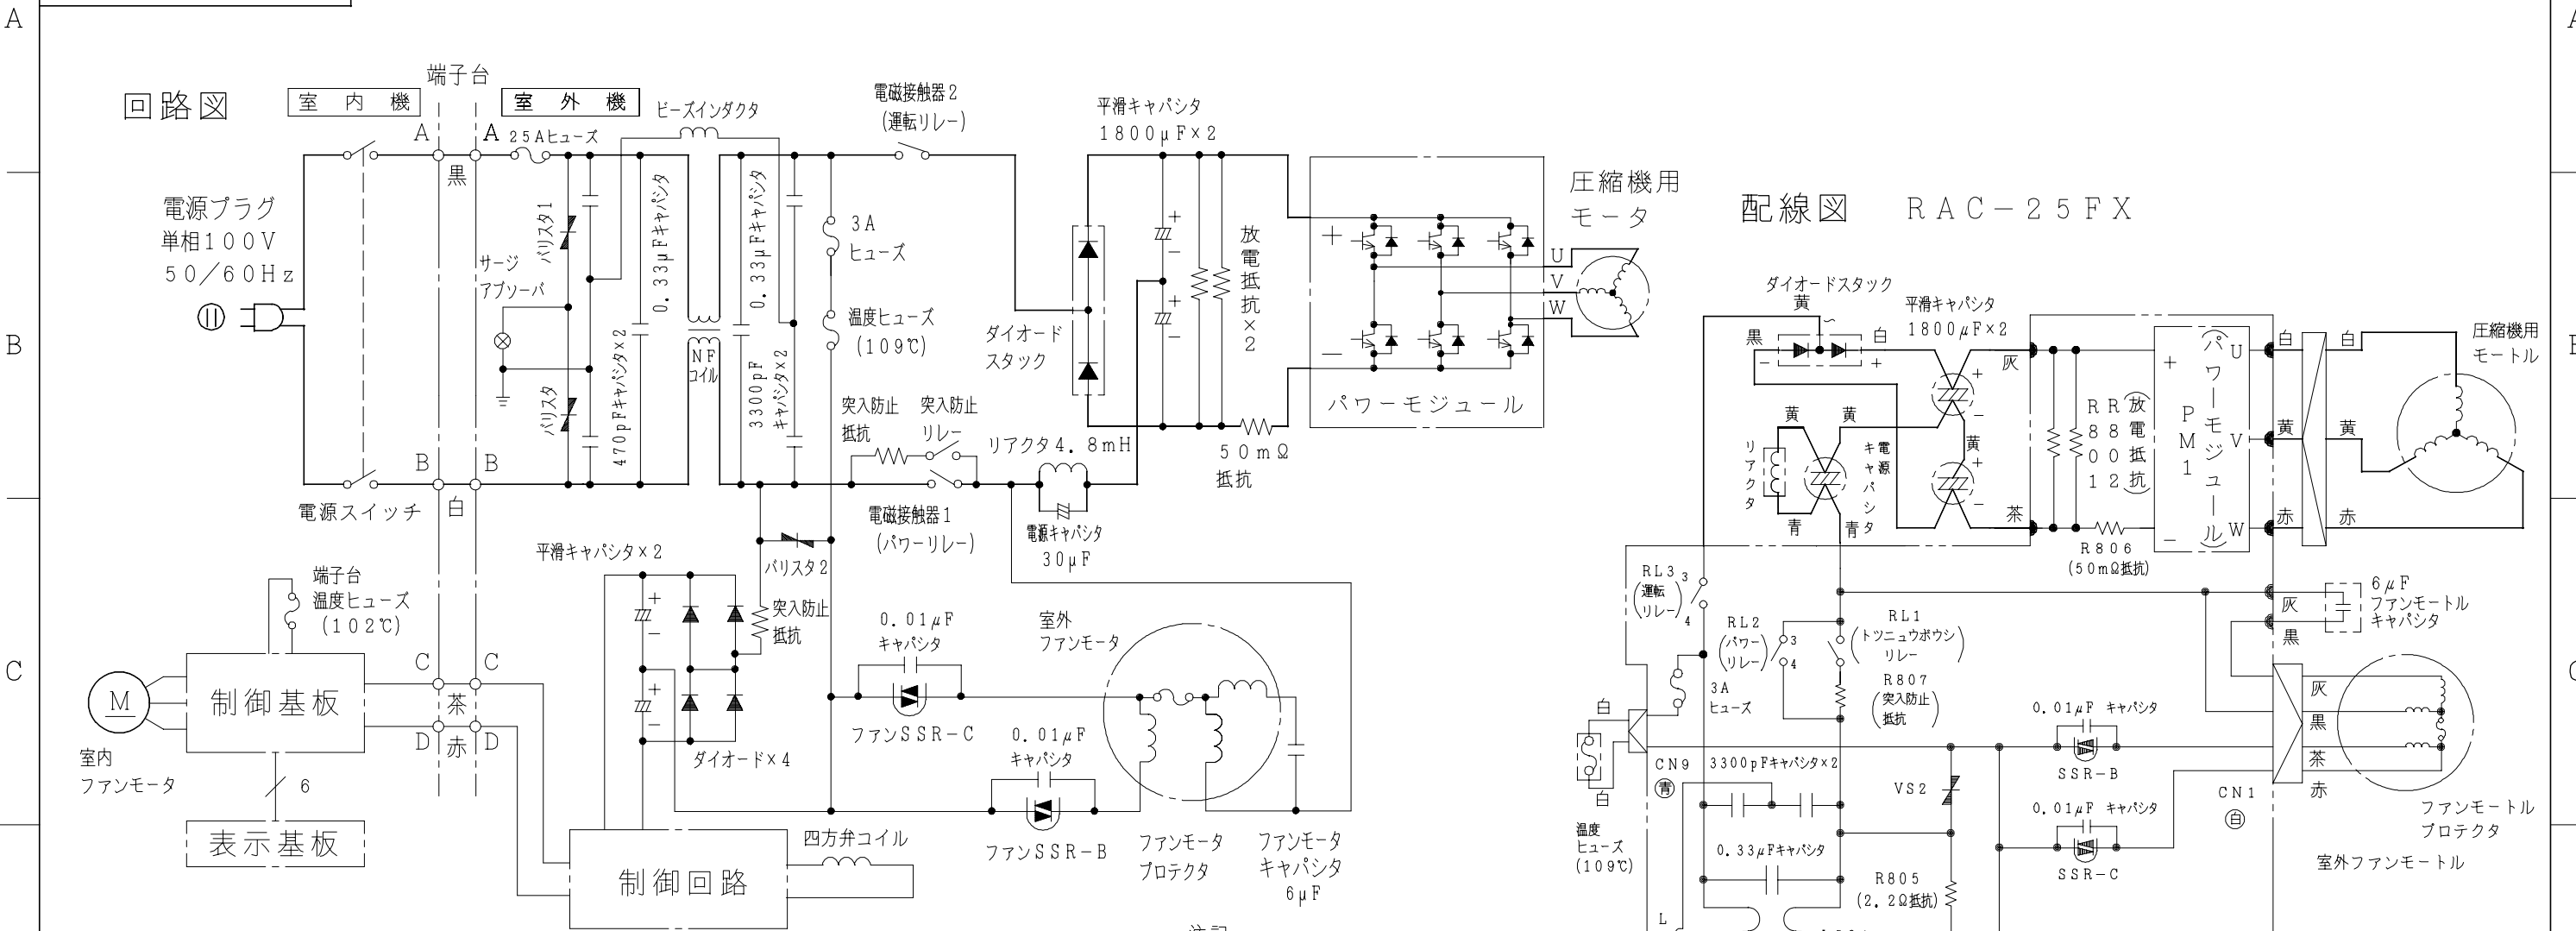 A
回路図
端子台
室内機
室外機
A
A
25Aヒューズ
ビーズインダクタ
電磁接触器2
(運転リレー)
平滑キャパシタ
1800μF×2
黒
電源プラグ
単相100V
50/60Hz
バリスタ1
サージ
アブソーバ
0.33μFキャパシタ
0.33μFキャパシタ
3A
ヒューズ
温度ヒューズ
(109℃)
ダイオード
スタック
放電抵抗×2
圧縮機用
モータ
U
V
W
+
−
パワーモジュール
B
NF
コイル
バリスタ
470pFキャパシタ×2
3300pF
キャパシタ×2
突入防止
抵抗
突入防止
リレー
リアクタ4.8mH
50mΩ
抵抗
B
B
白
電源スイッチ
電磁接触器1
(パワーリレー)
電源キャパシタ
30μF
平滑キャパシタ×2
バリスタ2
突入防止
抵抗
端子台
温度ヒューズ
(102℃)
0.01μF
キャパシタ
室外
ファンモータ
C
C
C
茶
D
D
赤
M
室内
ファンモータ
制御基板
6
表示基板
ダイオード×4
ファンSSR-C
0.01μF
キャパシタ
ファンSSR-B
ファンモータ
プロテクタ
ファンモータ
キャパシタ
6μF
四方弁コイル
制御回路
配線図 RAC-25FX
ダイオードスタック
黄
平滑キャパシタ
1800μF×2
黒
−
~
白
+
灰
黄
黄
黄
リアクタ
電源
キャパシタ
青
青
茶
R801
R802
(放電抵抗)
+
−
PM1
(パワーモジュール)
U
V
W
R806
(50mΩ抵抗)
白
白
黄
黄
赤
赤
圧縮機用
モートル
RL3
(運転
リレー)
3
4
RL2
(パワー
リレー)
3
4
RL1
(トツニュウボウシ
リレー)
R807
(突入防止
抵抗)
灰
黒
6μF
ファンモートル
キャパシタ
3A
ヒューズ
白
白
CN9
青
温度
ヒューズ
(109℃)
3300pFキャパシタ×2
0.33μFキャパシタ
L
VS2
R805
(2.2Ω抵抗)
0.01μF キャパシタ
SSR-B
0.01μF キャパシタ
SSR-C
CN1
白
灰
黒
茶
赤
ファンモートル
プロテクタ
室外ファンモートル